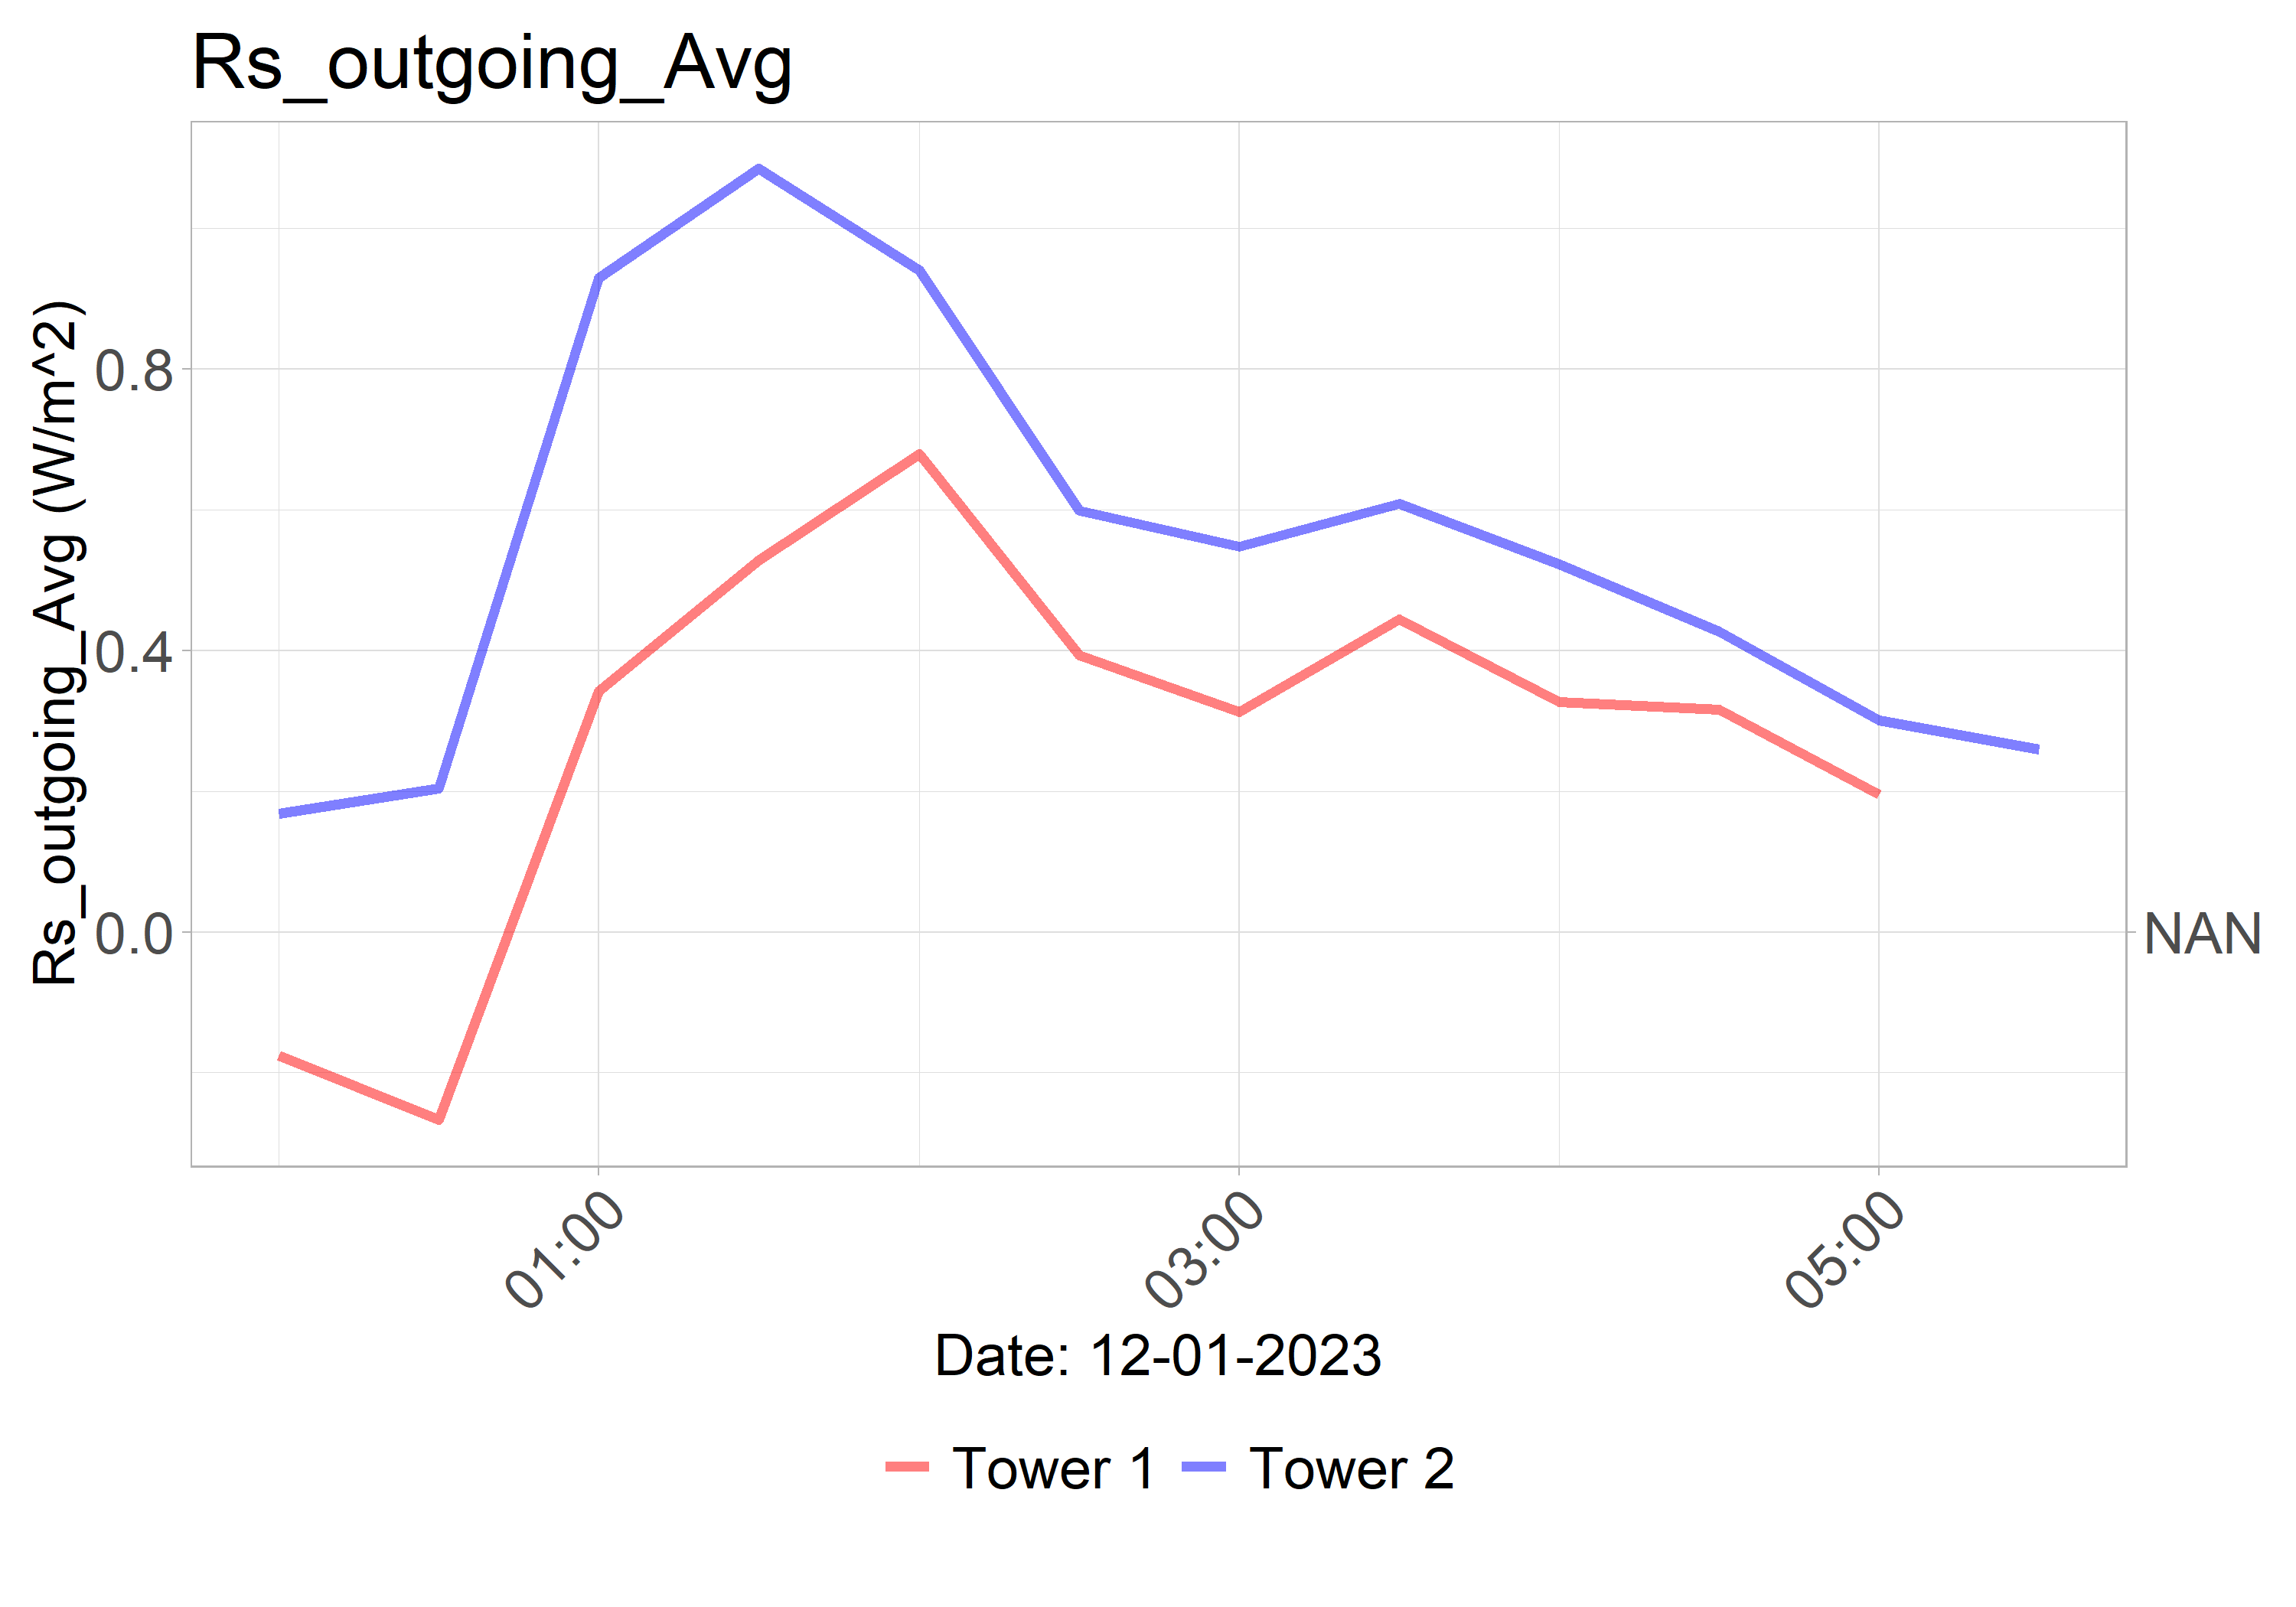 Rs_outgoing_Avg
Rs_outgoing_Avg (W/m^2)
0.8
0.4
0.0
NAN
01:00
03:00
05:00
Date: 12-01-2023
Tower 1
Tower 2